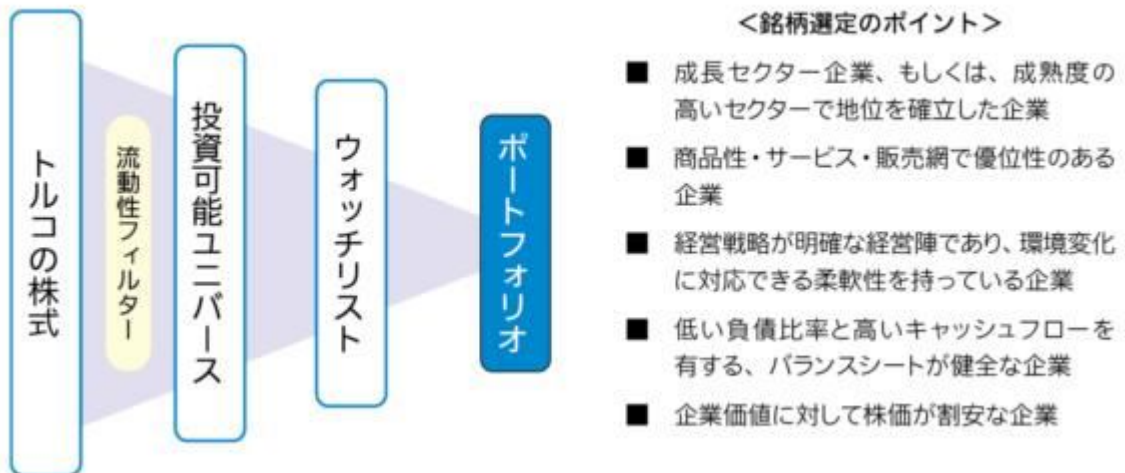 トルコの株式
流動性フィルター
投資可能ユニバース
ウォッチリスト
ポートフォリオ
＜銘柄選定のポイント＞
■ 成長セクター企業、もしくは、成熟度の
高いセクターで地位を確立した企業
■ 商品性・サービス・販売網で優位性のある
企業
■ 経営戦略が明確な経営陣であり、環境変化
に対応できる柔軟性を持っている企業
■ 低い負債比率と高いキャッシュフローを
有する、バランスシートが健全な企業
■ 企業価値に対して株価が割安な企業